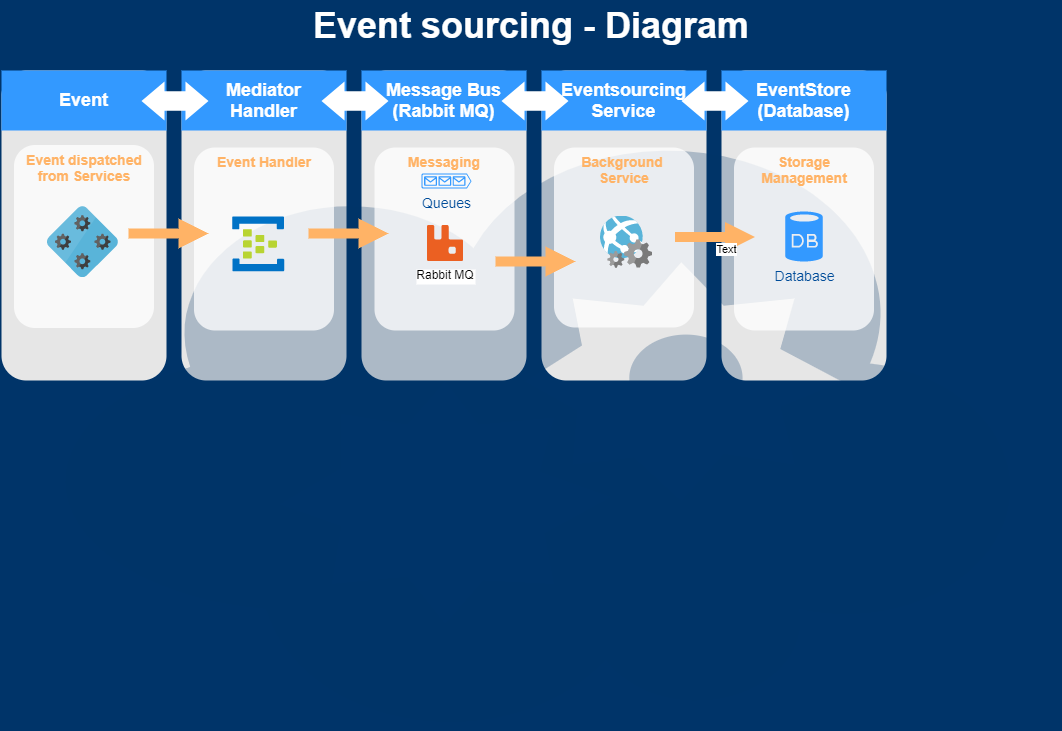 Event sourcing - Diagram
Event
Mediator
Handler
Message Bus
(Rabbit MQ)
Eventsourcing
Service
EventStore
(Database)
Event dispatched
from Services
Event Handler
Messaging
Queues
Rabbit MQ
Background
Service
Text
Storage
Management
DB
Database